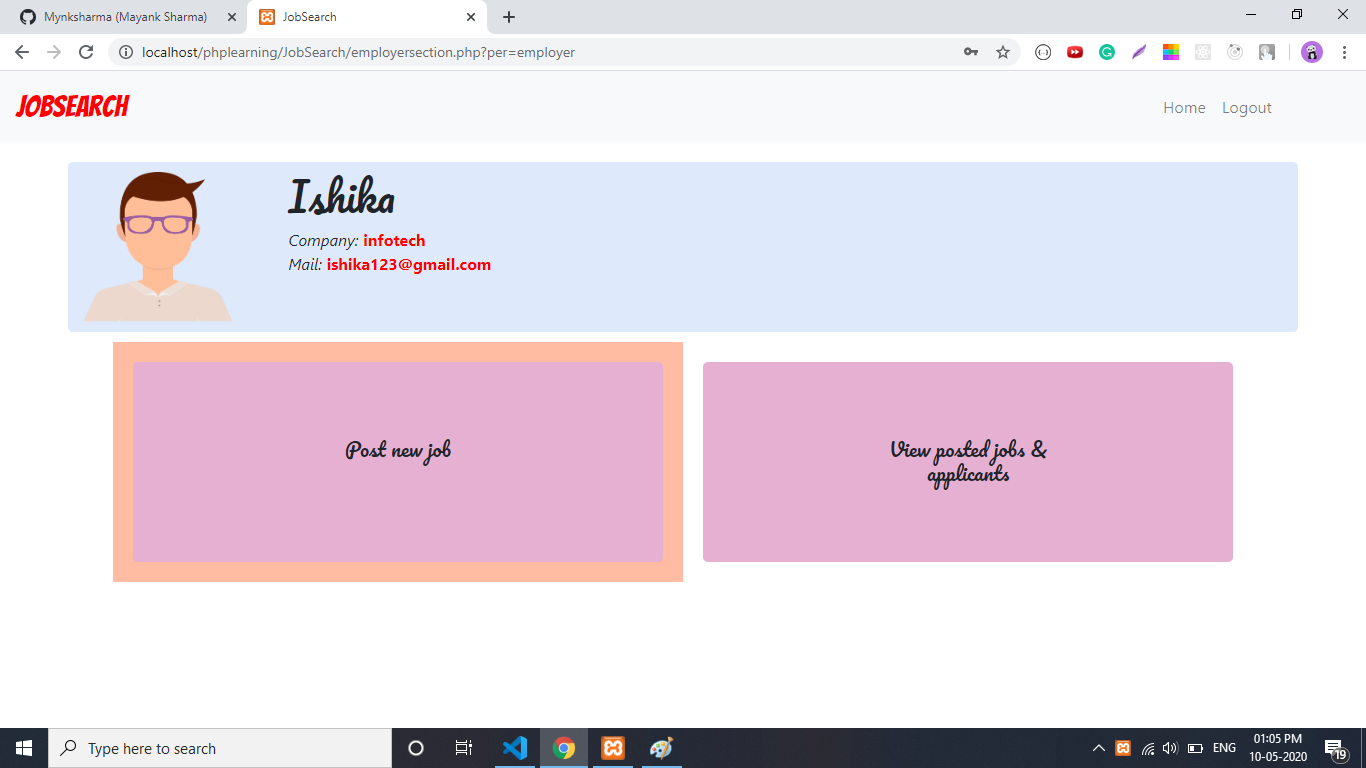 Mynksharma (Mayank Sharma)
JobSearch
localhost/phplearning/JobSearch/employersection.php?per=employer
JOBSEARCH
Home
Logout
Ishika
Company: infotech
Mail: ishika123@gmail.com
Post new job
View posted jobs &
applicants
Type here to search
ENG
01:05 PM
10-05-2020
19